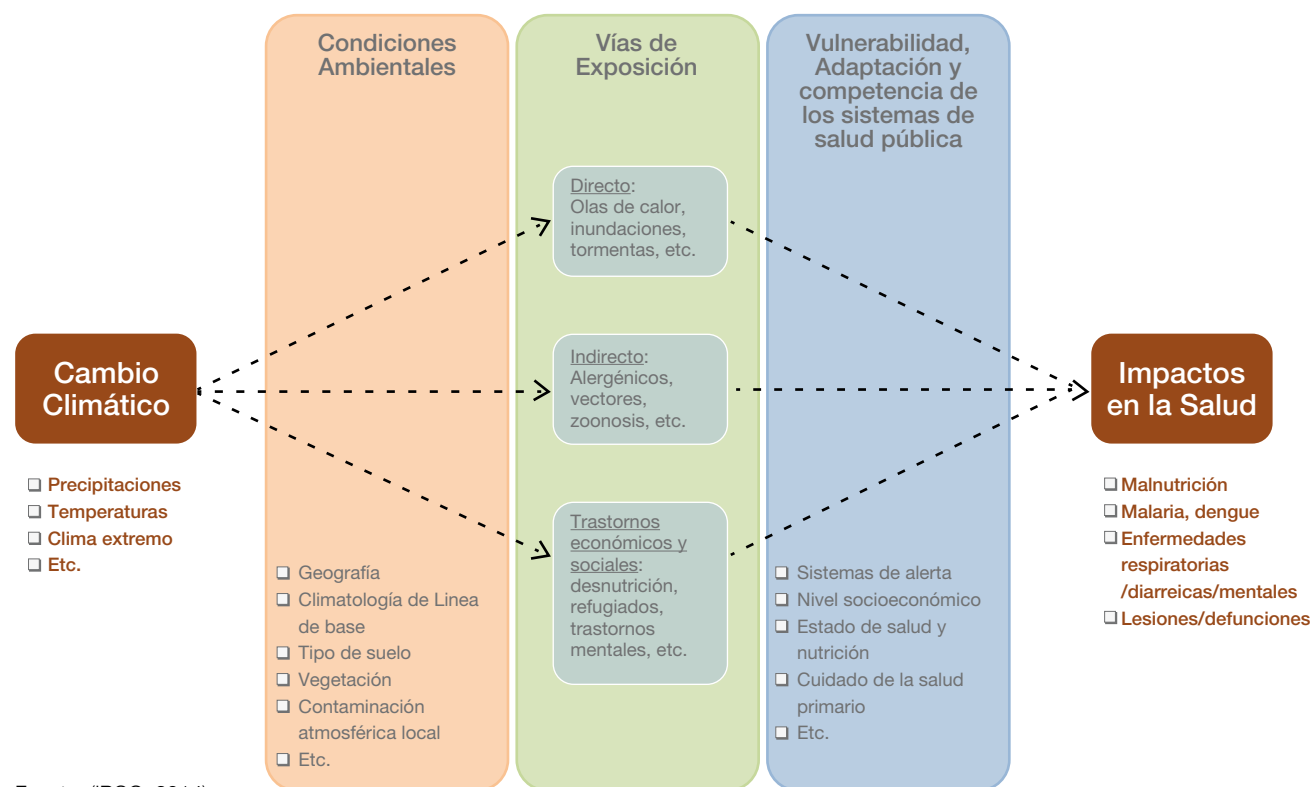 Condiciones
Ambientales
Vías de
Exposición
Vulnerabilidad,
Adaptación y
competencia de
los sistemas de
salud pública
Cambio
Climático
❑ Precipitaciones
❑ Temperaturas
❑ Clima extremo
❑ Etc.
❑ Geografía
❑ Climatología de Linea
de base
❑ Tipo de suelo
❑ Vegetación
❑ Contaminación
atmosférica local
❑ Etc.
Directo:
Olas de calor,
inundaciones,
tormentas, etc.
Indirecto:
Alergénicos,
vectores,
zoonosis, etc.
Trastornos
económicos y
sociales:
desnutrición,
refugiados,
trastornos
mentales, etc.
❑ Sistemas de alerta
❑ Nivel socioeconómico
❑ Estado de salud y
nutrición
❑ Cuidado de la salud
primario
❑ Etc.
Impactos
en la Salud
❑ Malnutrición
❑ Malaria, dengue
❑ Enfermedades
respiratorias
/diarreicas/mentales
❑ Lesiones/defunciones